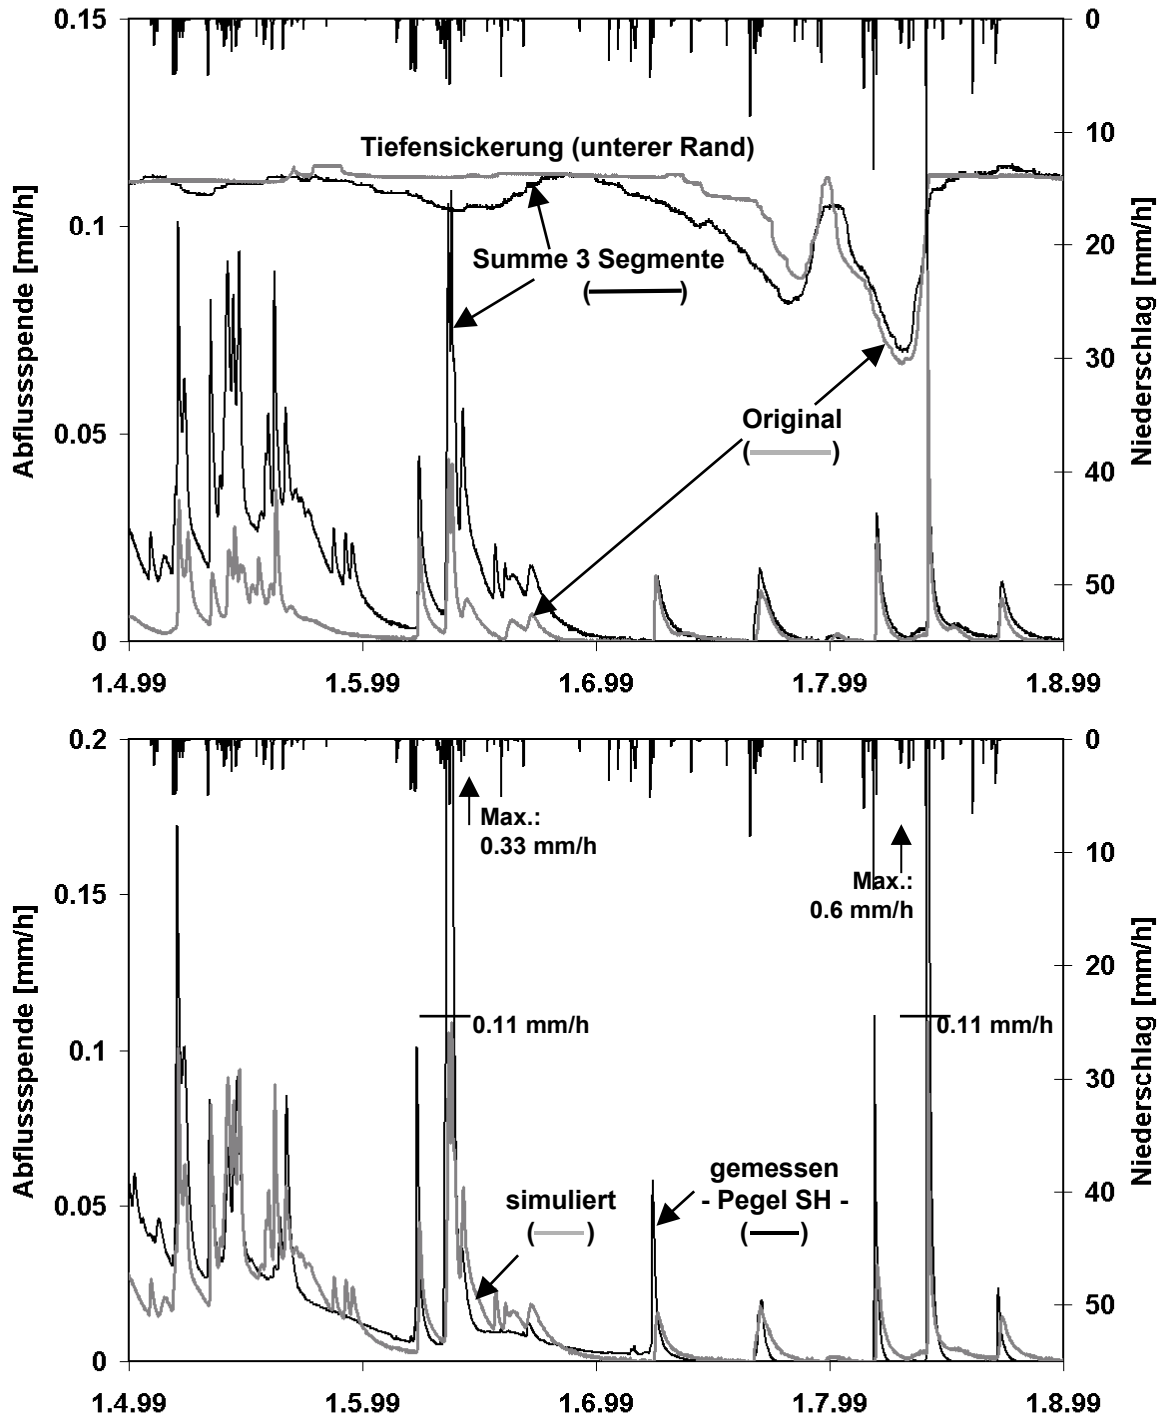 0.15
0.1
0.05
0
Abflussspende [mm/h]
0
10
20
30
40
50
Niederschlag [mm/h]
Tiefensickerung (unterer Rand)
Summe 3 Segmente
( )
Original
( )
1.4.99
1.5.99
1.6.99
1.7.99
1.8.99
0.2
0.15
0.1
0.05
0
Abflussspende [mm/h]
0
10
20
30
40
50
Niederschlag [mm/h]
Max.:
0.33 mm/h
Max.:
0.6 mm/h
0.11 mm/h
0.11 mm/h
simuliert
( )
gemessen
- Pegel SH -
( )
1.4.99
1.5.99
1.6.99
1.7.99
1.8.99